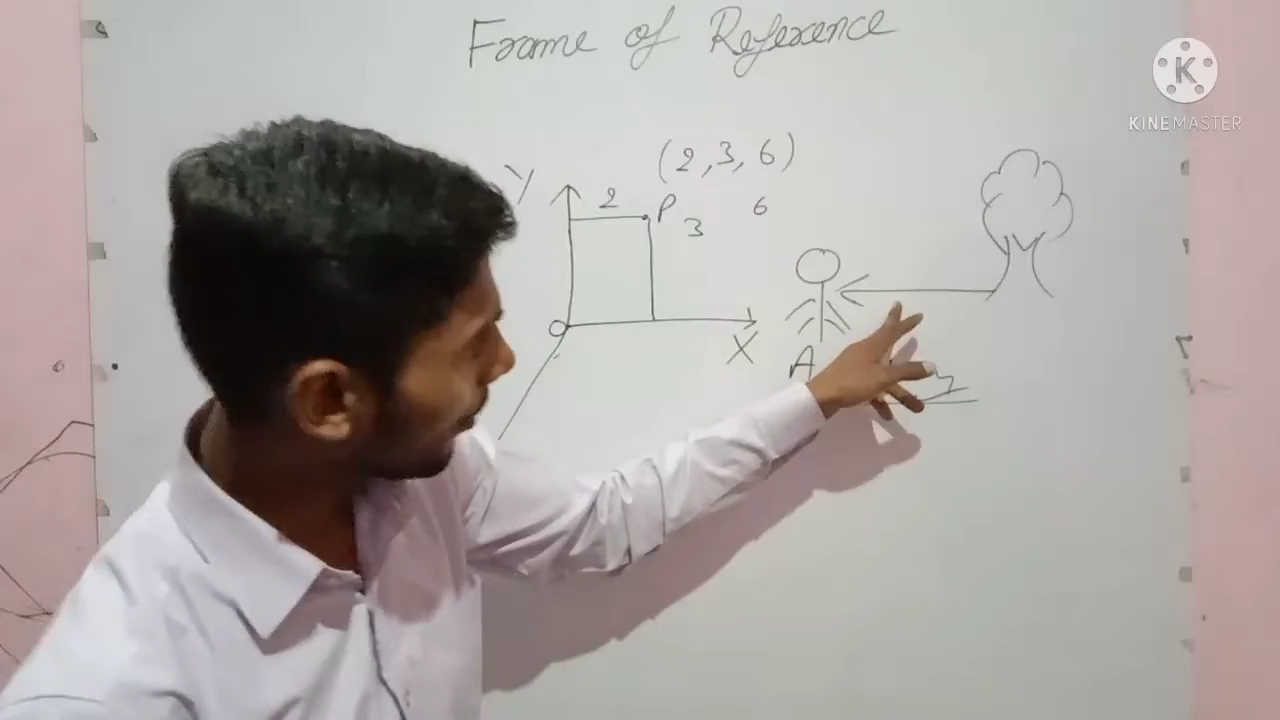 Frame of Reference
KINEMASTER
(2, 3, 6)
Y
2
P
3
6
O
X
A